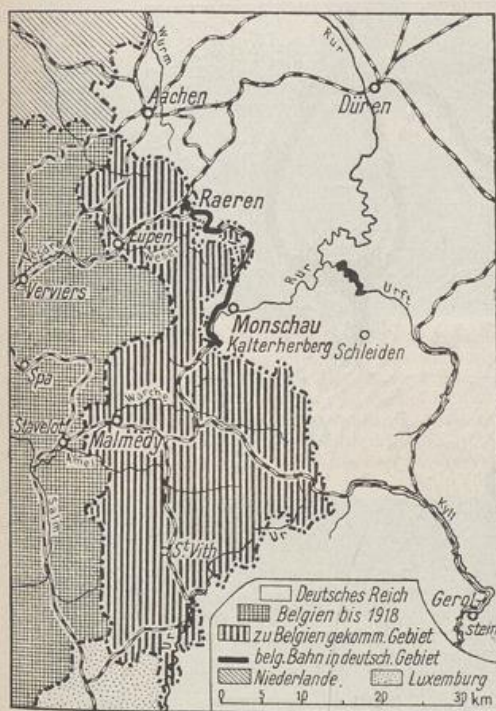 Wurm
Rur
Aachen
Düren
Raeren
Eupen
Weser
Verviers
Rur
Urft
Monschau
Kalterherberg
Schleiden
Spa
Warche
Stavelot
Malmedy
Salm
Kyll
St. Vith
Ur
Gerol-
stein
Deutsches Reich
Belgien bis 1918
zu Belgien gekomm. Gebiet
belg. Bahn in deutsch. Gebiet
Niederlande. Luxemburg
0 5 10 20 30 km